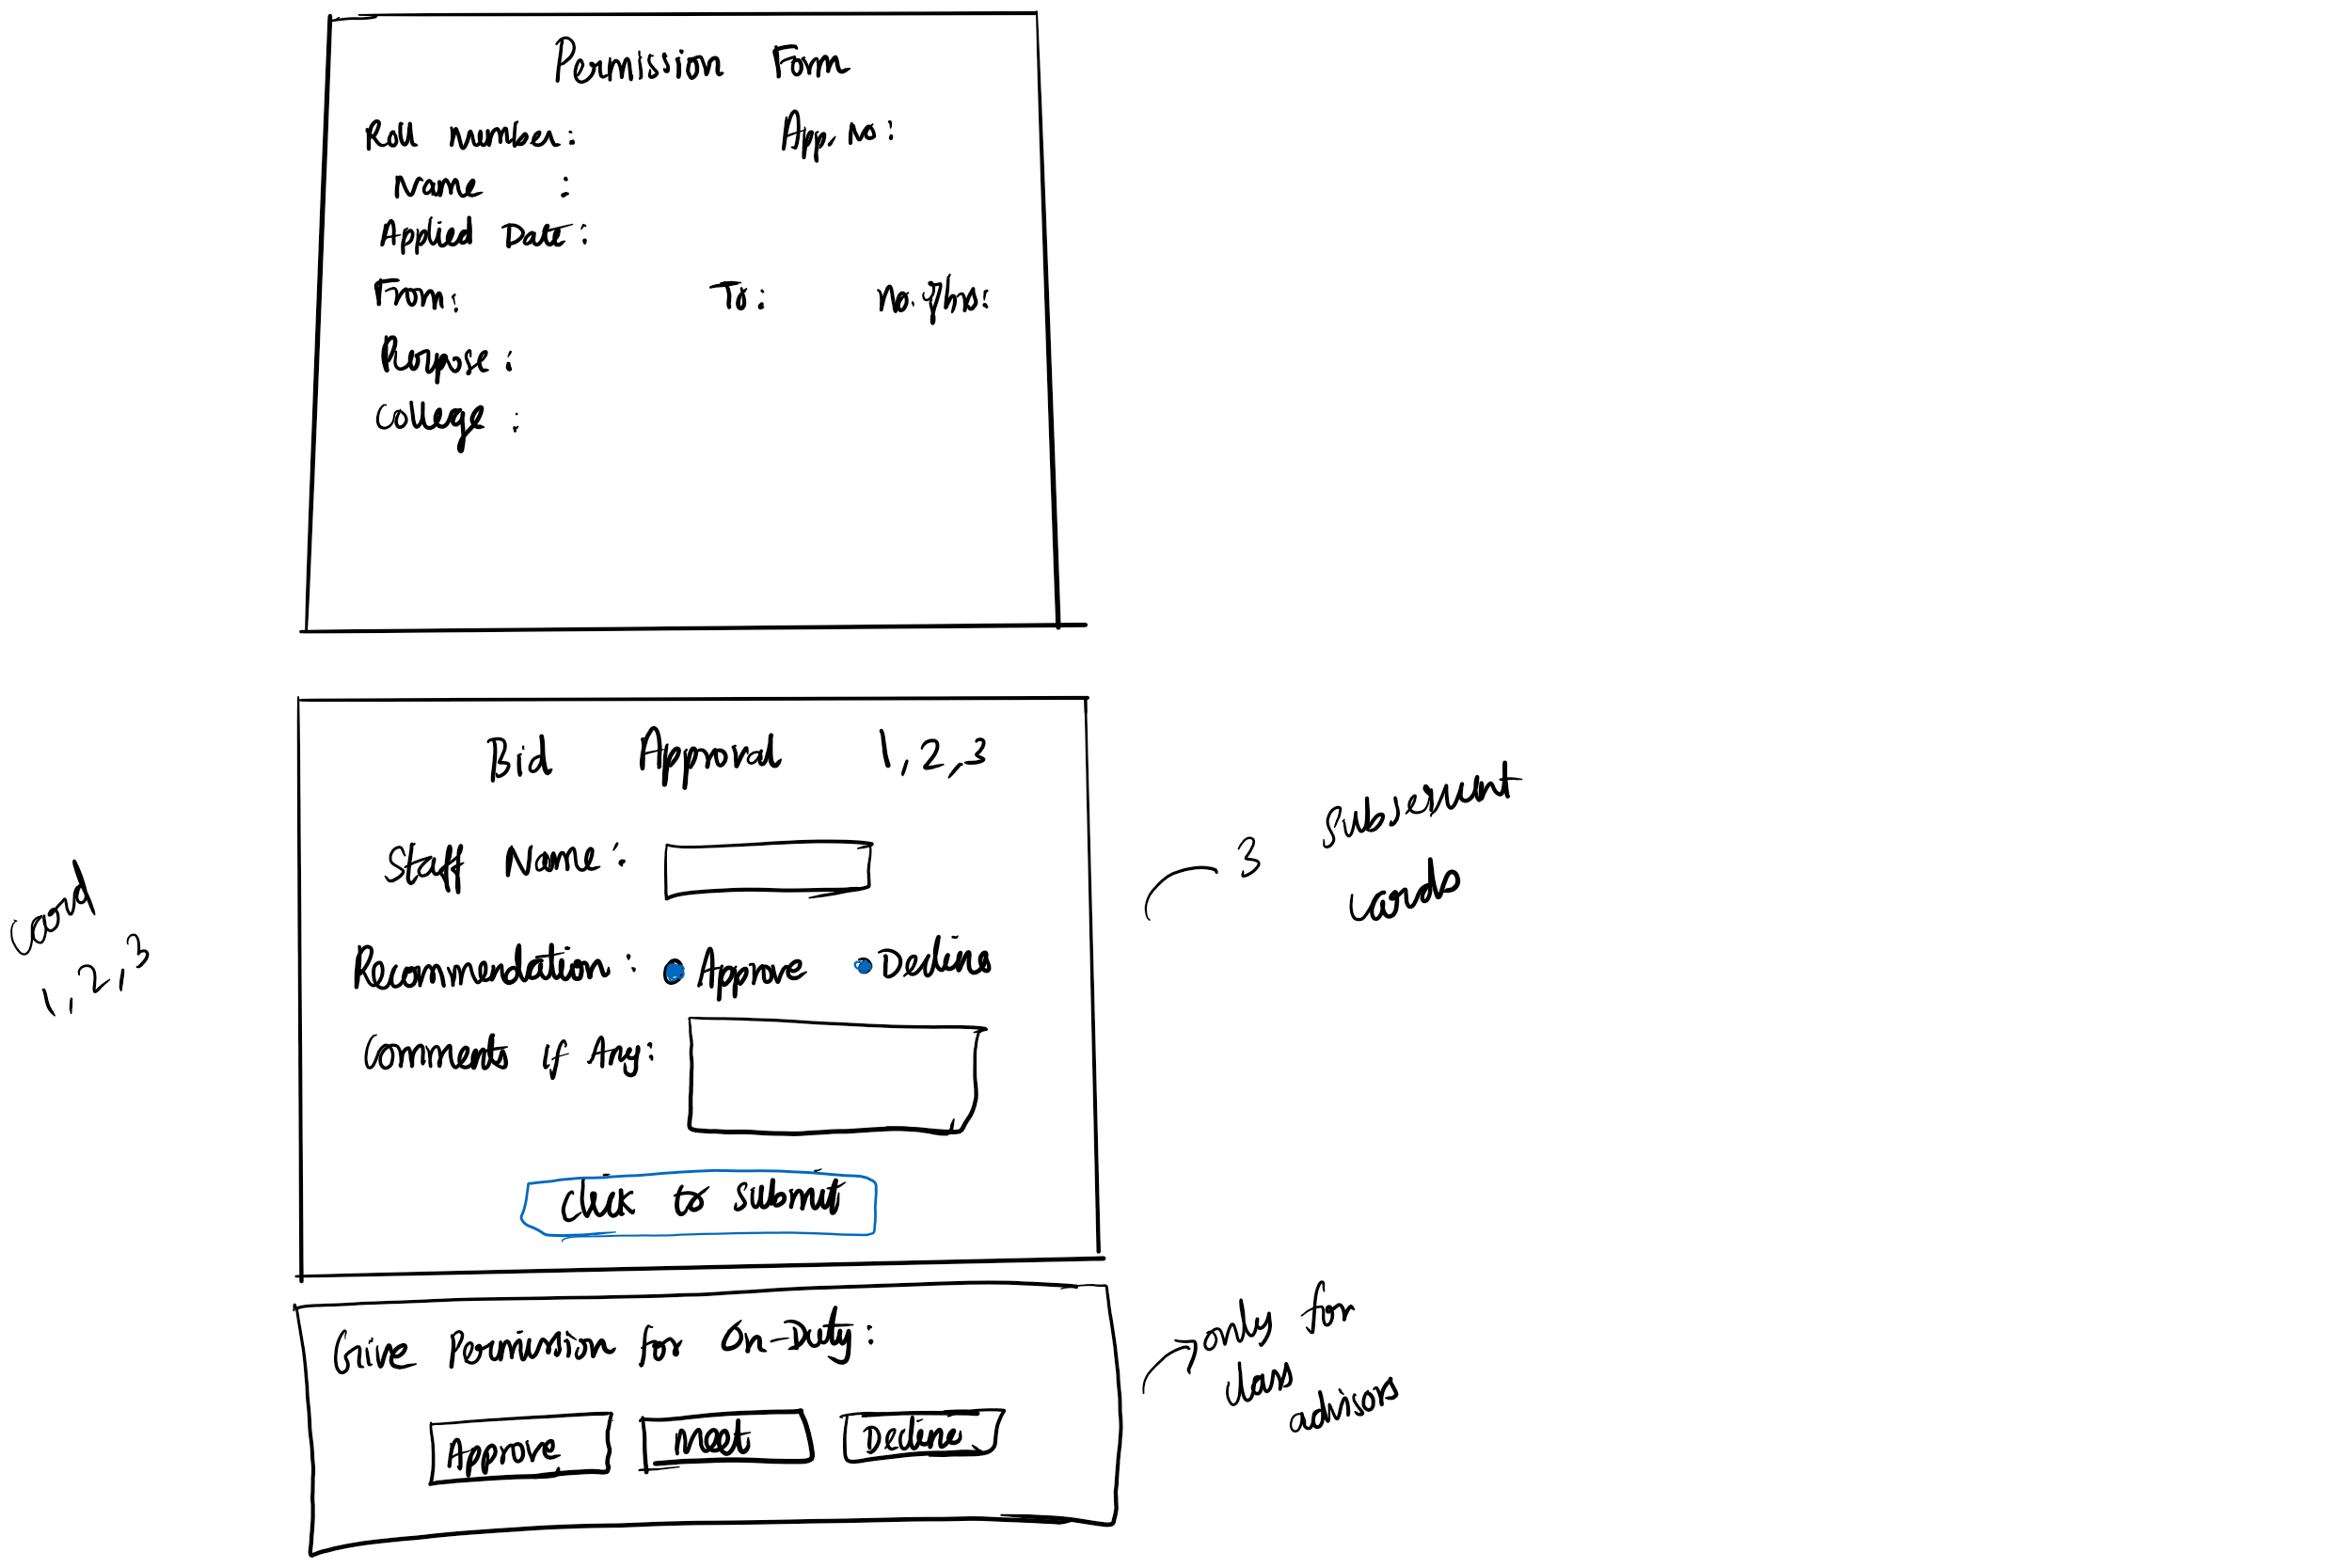 Permission Form
Roll Number: App. no:
Name :
Applied Date:
From: To: No. of hrs:
Purpose :
College :
Bid Approval 1, 2, 3
Staff Name :
Recommendation : Approve Decline
Comments if Any:
Click to submit
card
1, 2, 3
3 subsequent
cards
Give Permission for On-Duty :
Approve Meet Decline
only for
class
advisors